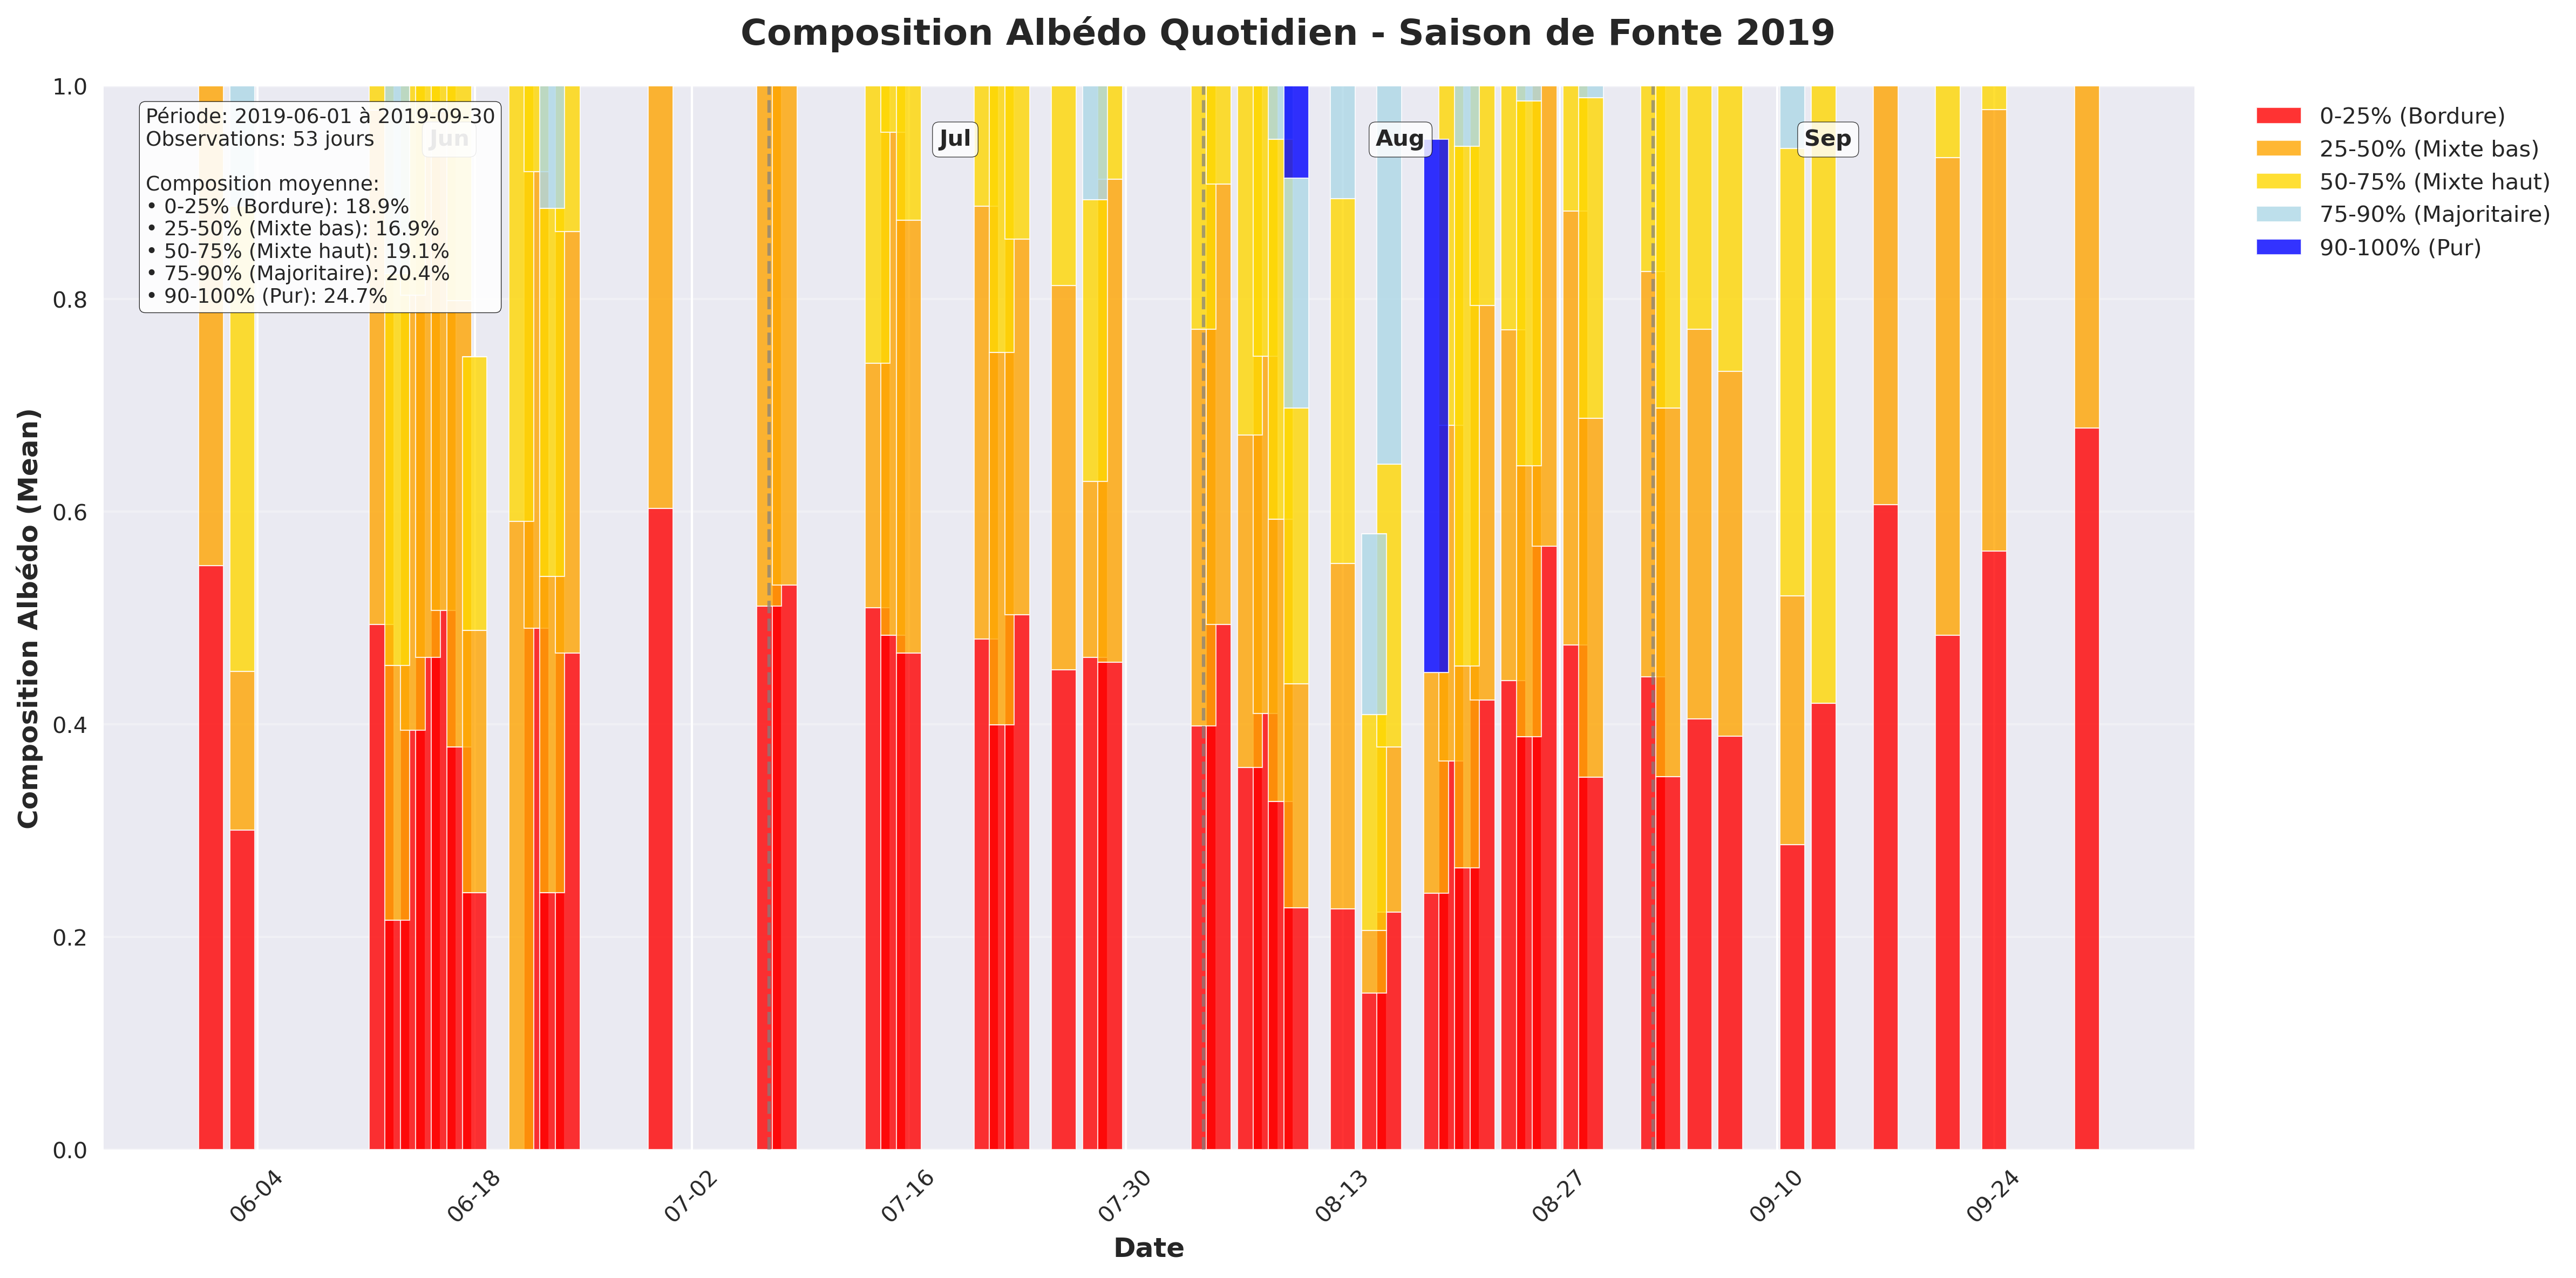 Composition Albédo Quotidien - Saison de Fonte 2019
Période: 2019-06-01 à 2019-09-30
Observations: 53 jours
Composition moyenne:
• 0-25% (Bordure): 18.9%
• 25-50% (Mixte bas): 16.9%
• 50-75% (Mixte haut): 19.1%
• 75-90% (Majoritaire): 20.4%
• 90-100% (Pur): 24.7%
Jun
Jul
Aug
Sep
0-25% (Bordure)
25-50% (Mixte bas)
50-75% (Mixte haut)
75-90% (Majoritaire)
90-100% (Pur)
Composition Albédo (Mean)
1.0
0.8
0.6
0.4
0.2
0.0
06-04
06-18
07-02
07-16
07-30
08-13
08-27
09-10
09-24
Date